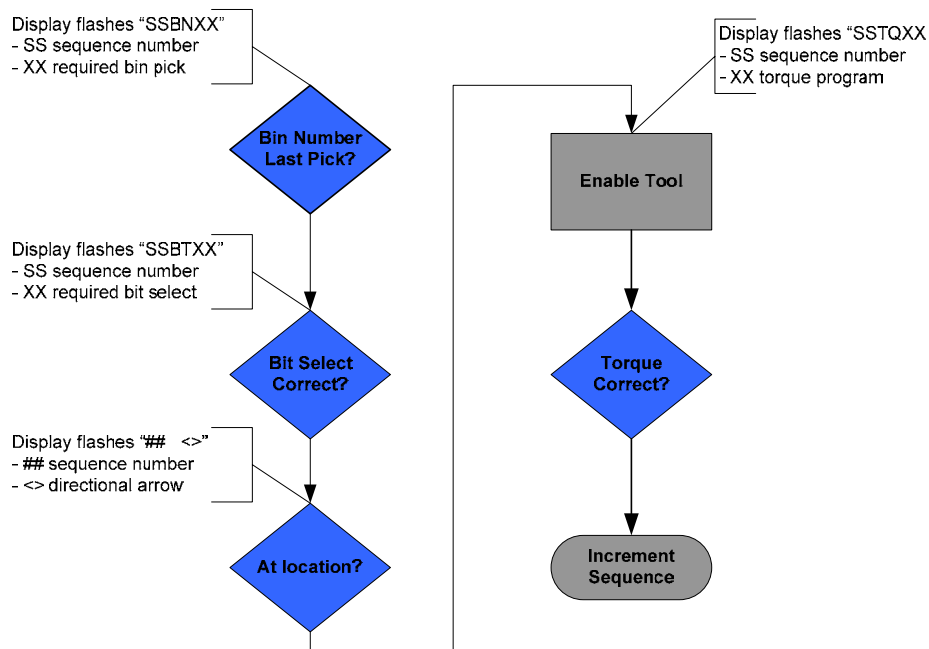 Display flashes “SSBNXX”
- SS sequence number
- XX required bin pick
Bin Number
Last Pick?
Display flashes “SSBTXX”
- SS sequence number
- XX required bit select
Bit Select
Correct?
Display flashes “## <>”
- ## sequence number
- <> directional arrow
At location?
Display flashes “SSTQXX
- SS sequence number
- XX torque program
Enable Tool
Torque
Correct?
Increment
Sequence